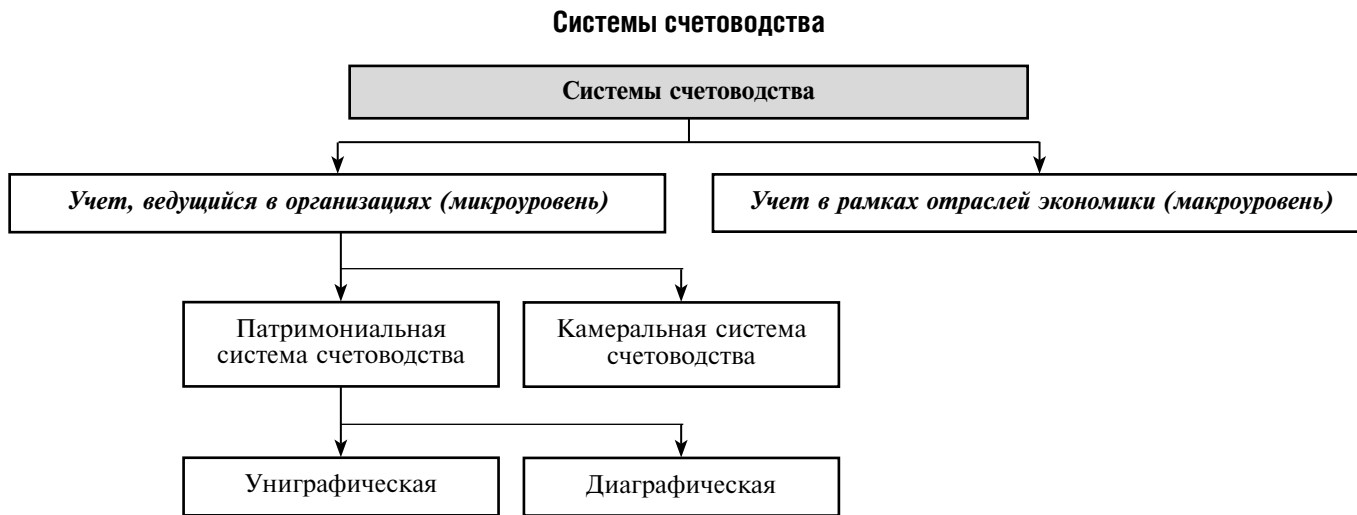 Системы счетоводства
Системы счетоводства
Учет, ведущийся в организациях (микроуровень)
Учет в рамках отраслей экономики (макроуровень)
Патримониальная
система счетоводства
Камеральная система
счетоводства
Униграфическая
Диаграфическая